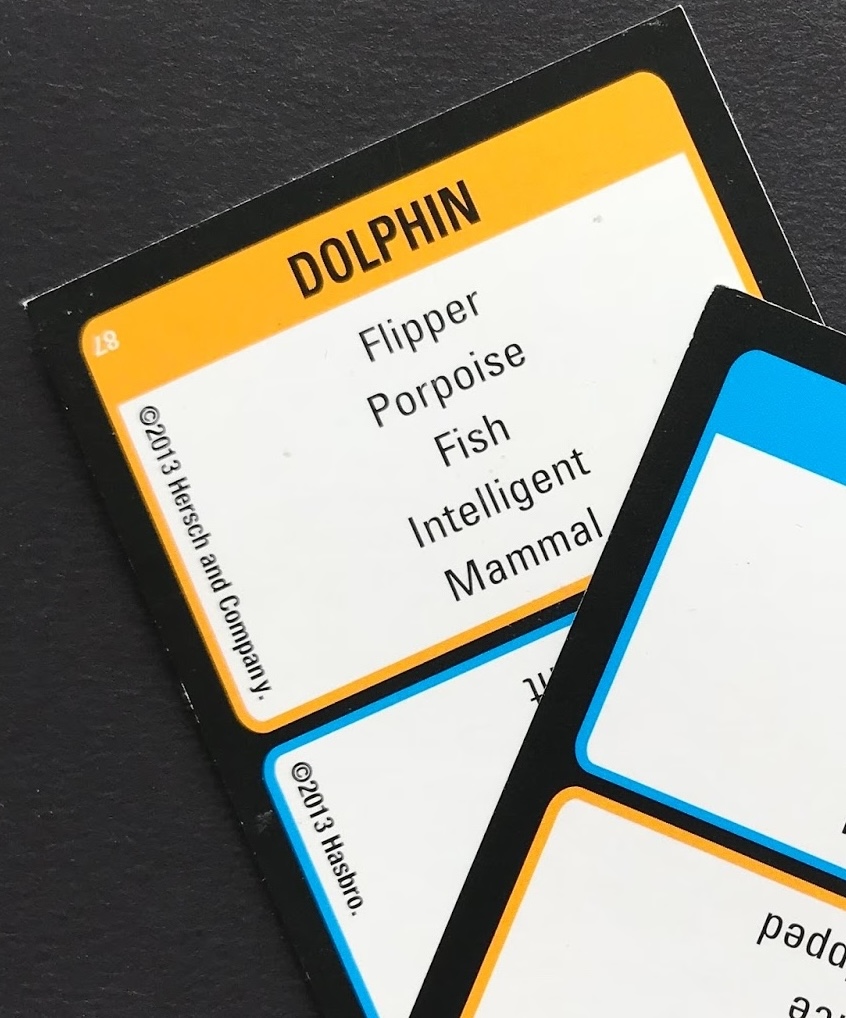 DOLPHIN
87
Flipper
Porpoise
Fish
Intelligent
Mammal
©2013 Hersch and Company.
©2013 Hasbro.